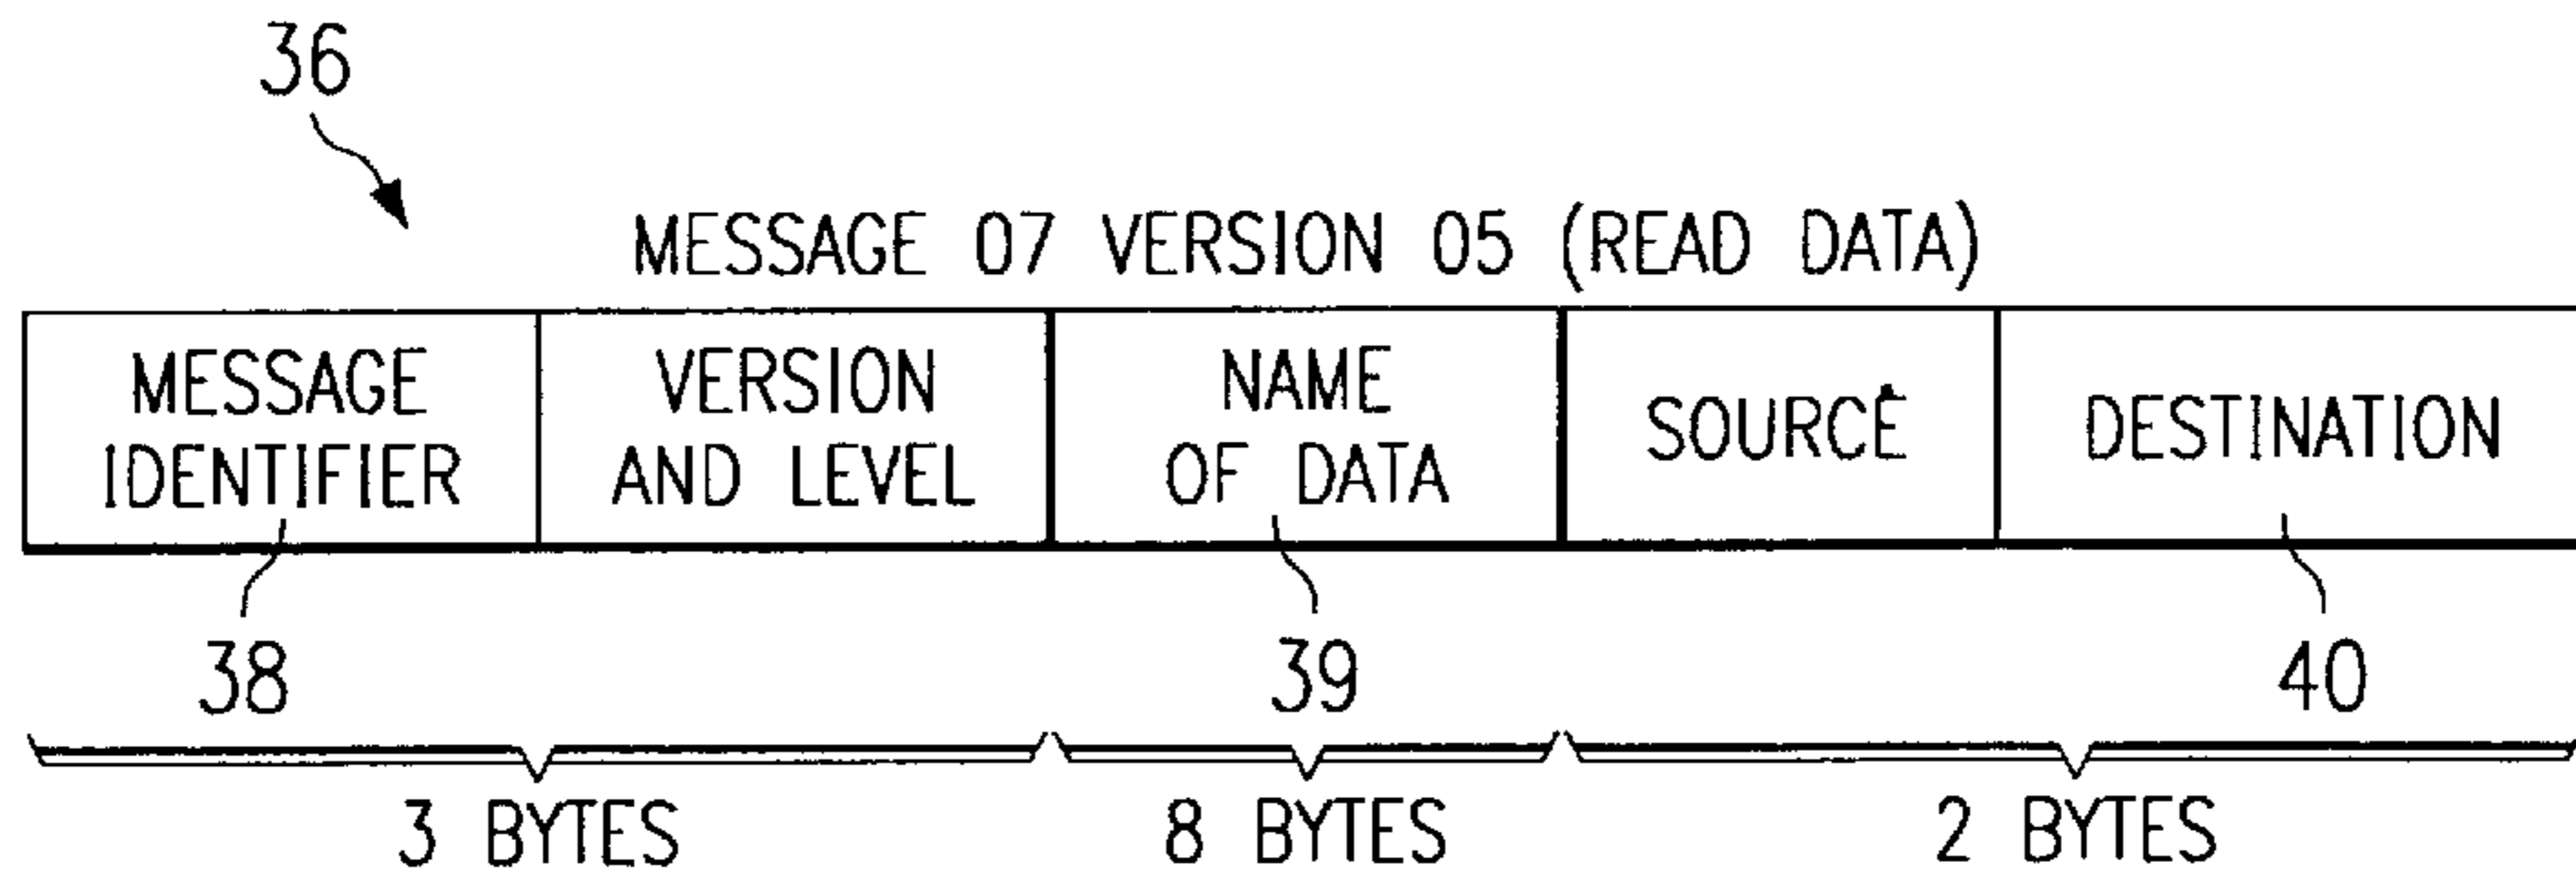 36
MESSAGE 07 VERSION 05 (READ DATA)
MESSAGE
IDENTIFIER
VERSION
AND LEVEL
NAME
OF DATA
SOURCE
DESTINATION
38
39
40
3 BYTES
8 BYTES
2 BYTES